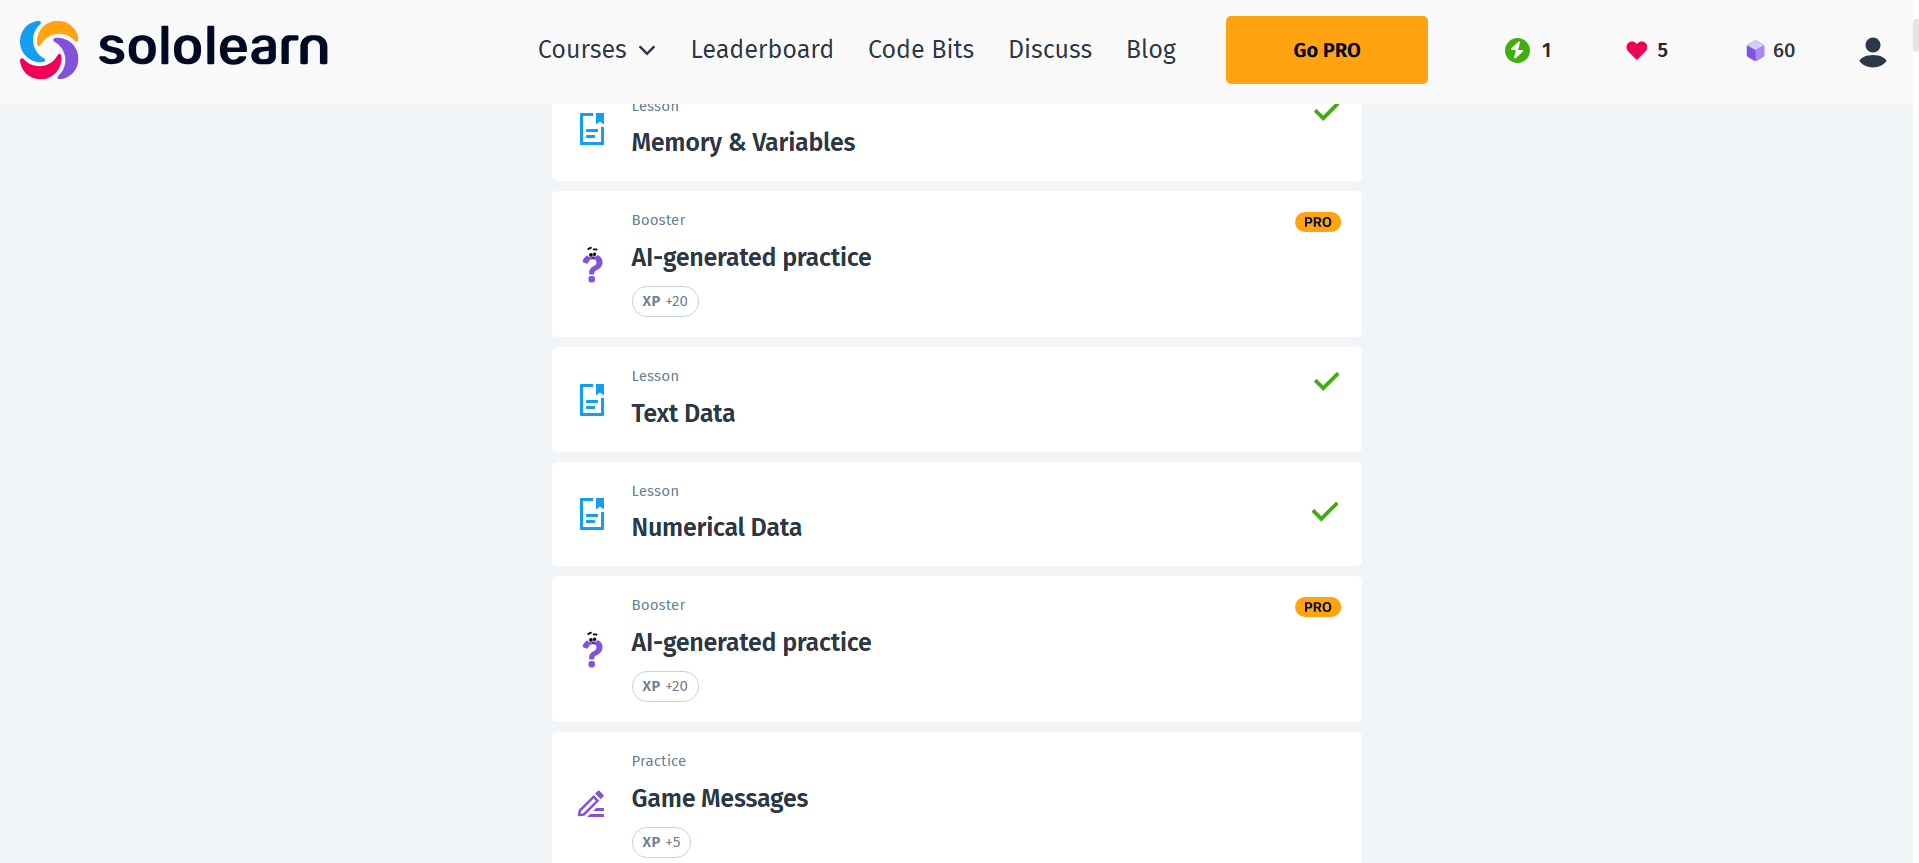 sololearn
Courses Leaderboard Code Bits Discuss Blog Go PRO 1 5 60
Lesson
Memory & Variables
Booster
PRO
AI-generated practice
XP +20
Lesson
Text Data
Lesson
Numerical Data
Booster
PRO
AI-generated practice
XP +20
Practice
Game Messages
XP +5